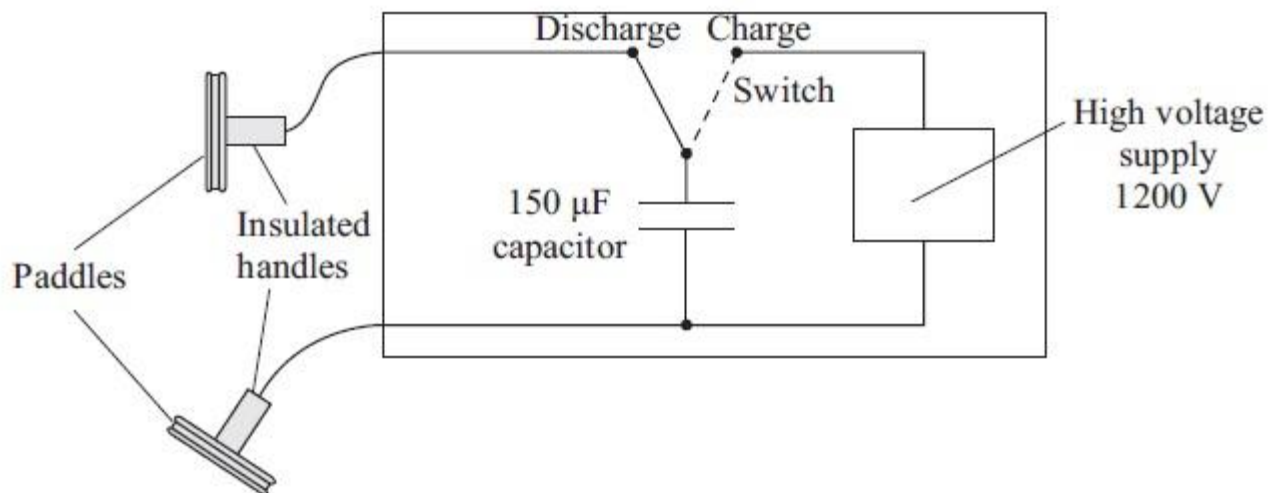 Discharge
Charge
Switch
High voltage
supply
1200 V
150 μF
capacitor
Insulated
handles
Paddles